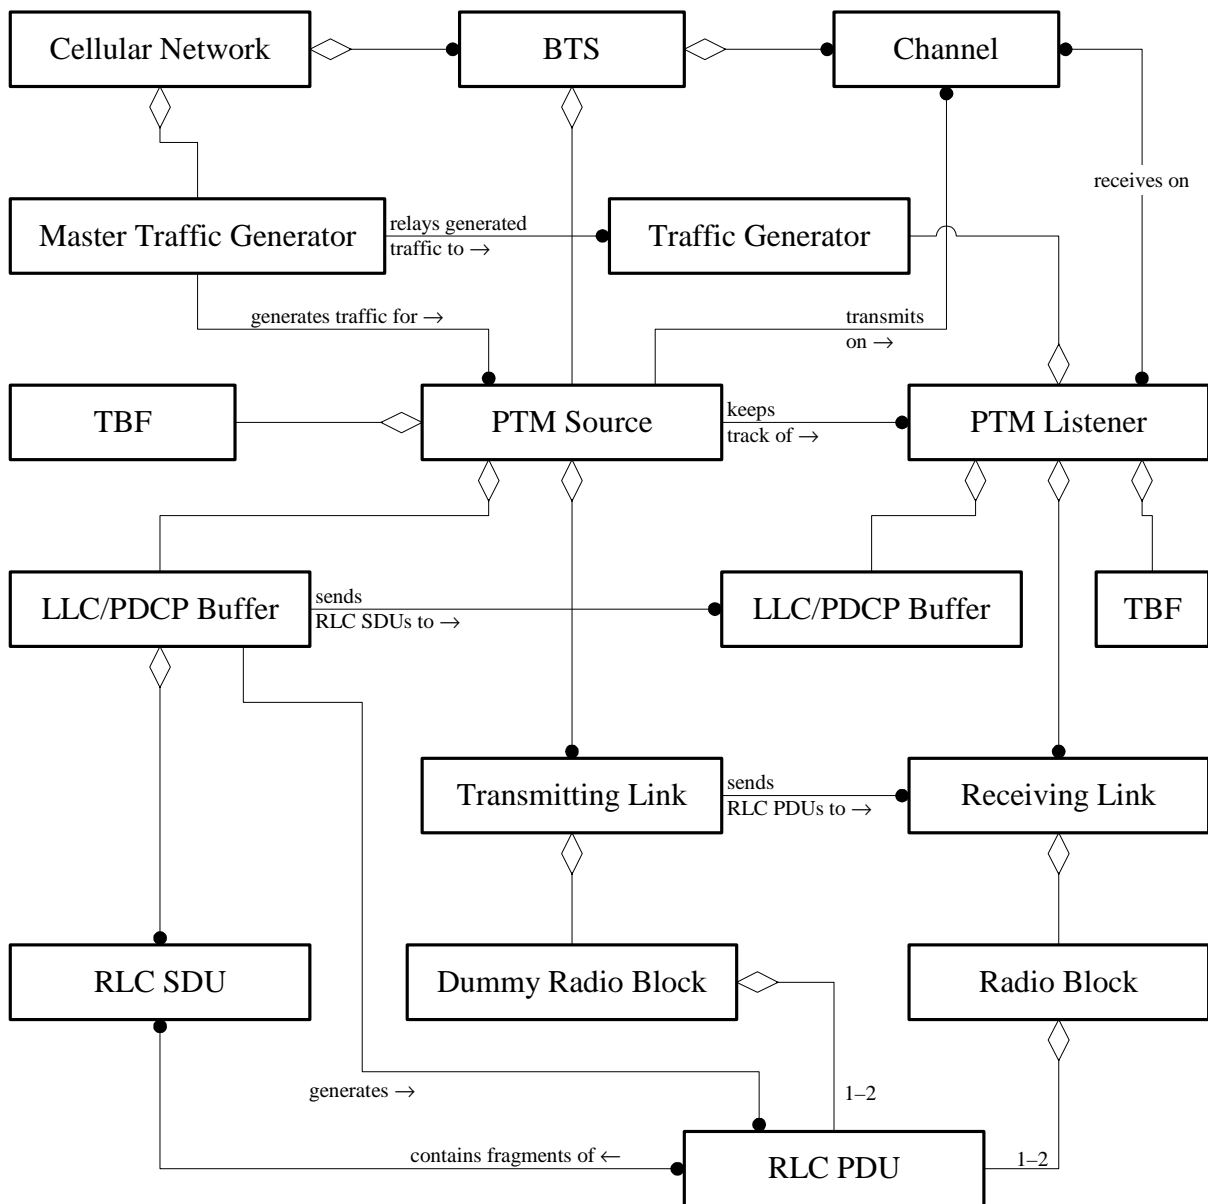 Cellular Network
BTS
Channel
receives on
Master Traffic Generator
relays generated
traffic to →
Traffic Generator
generates traffic for →
transmits
on →
TBF
PTM Source
keeps
track of →
PTM Listener
LLC/PDCP Buffer
sends
RLC SDUs to →
LLC/PDCP Buffer
TBF
Transmitting Link
sends
RLC PDUs to →
Receiving Link
RLC SDU
Dummy Radio Block
Radio Block
generates →
1–2
contains fragments of ←
RLC PDU
1–2